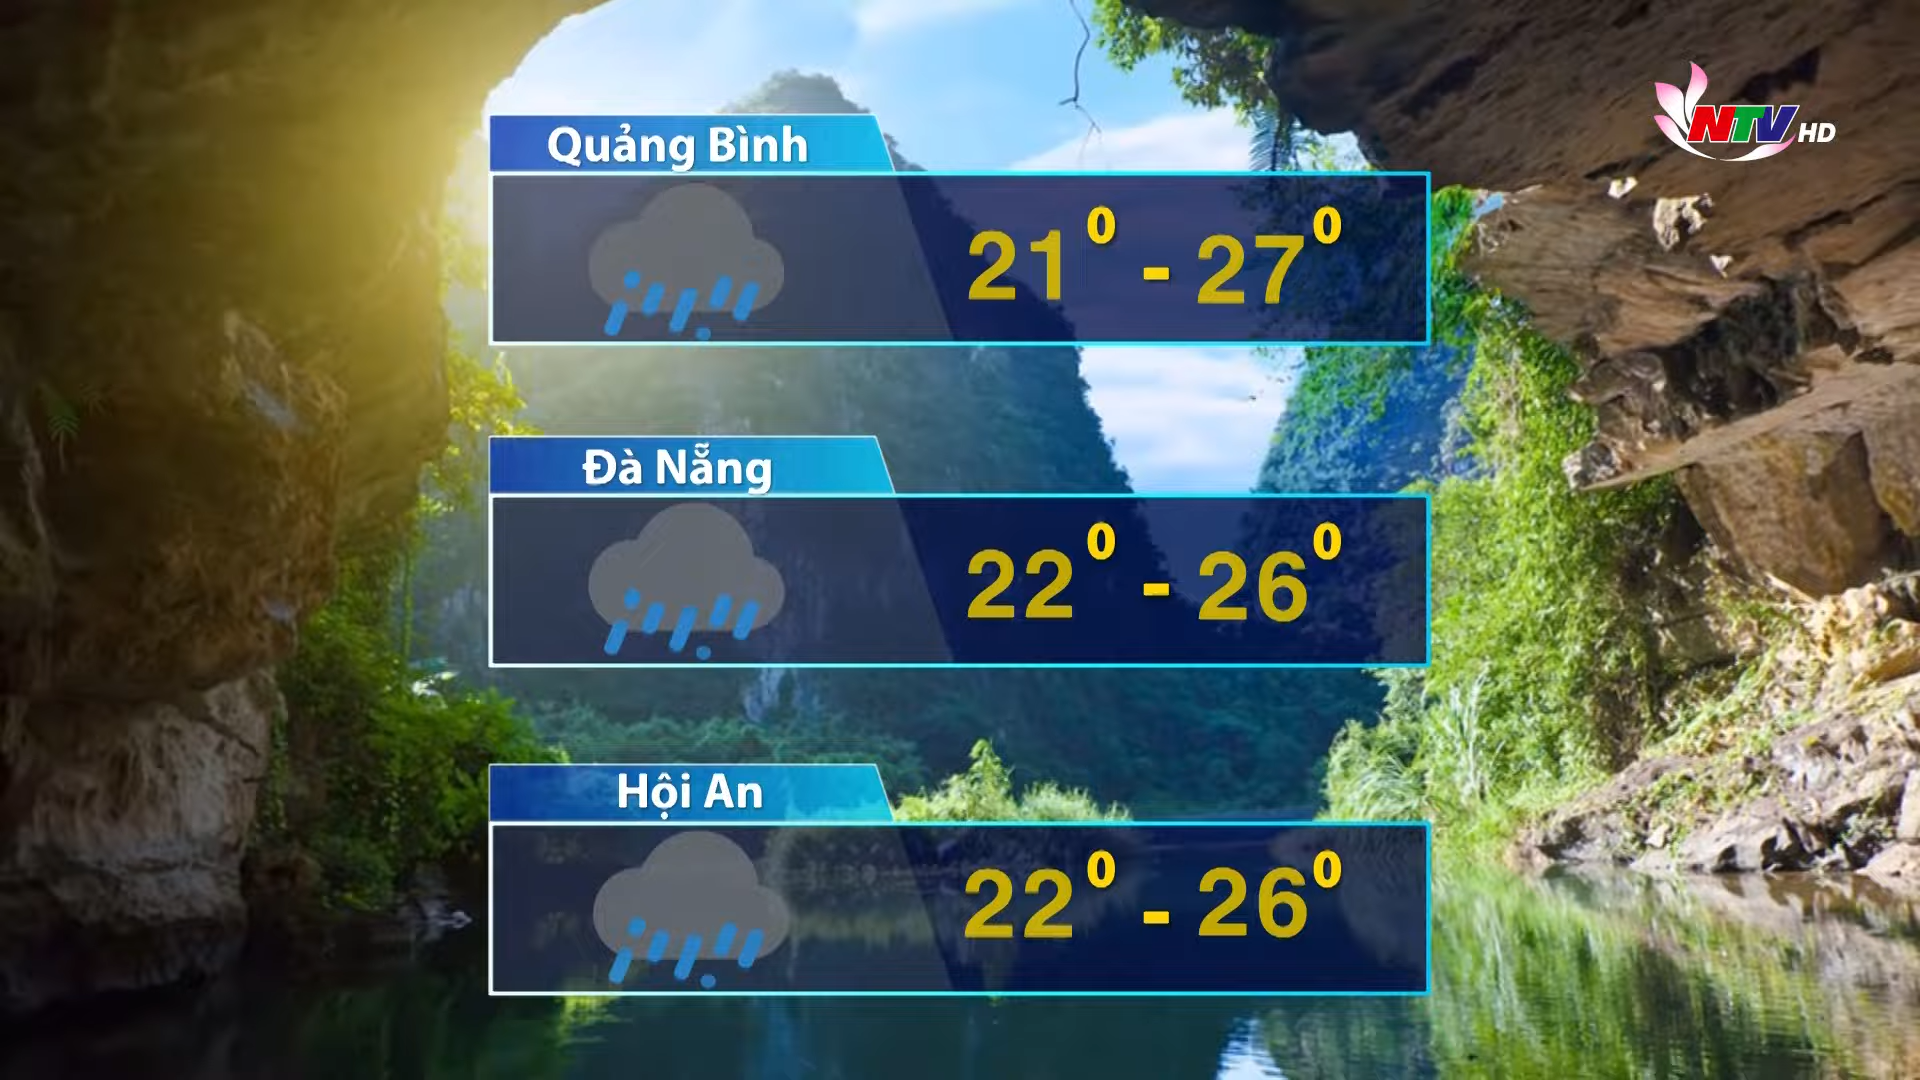 NTV HD
Quảng Bình
21⁰ - 27⁰
Đà Nẵng
22⁰ - 26⁰
Hội An
22⁰ - 26⁰